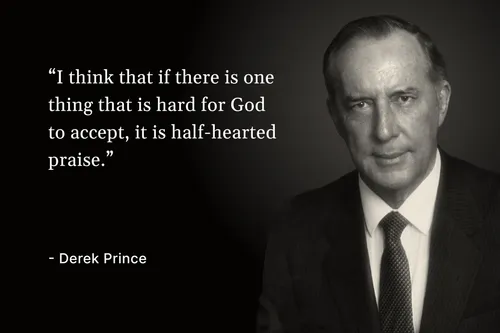 “I think that if there is one
thing that is hard for God
to accept, it is half-hearted
praise.”
- Derek Prince